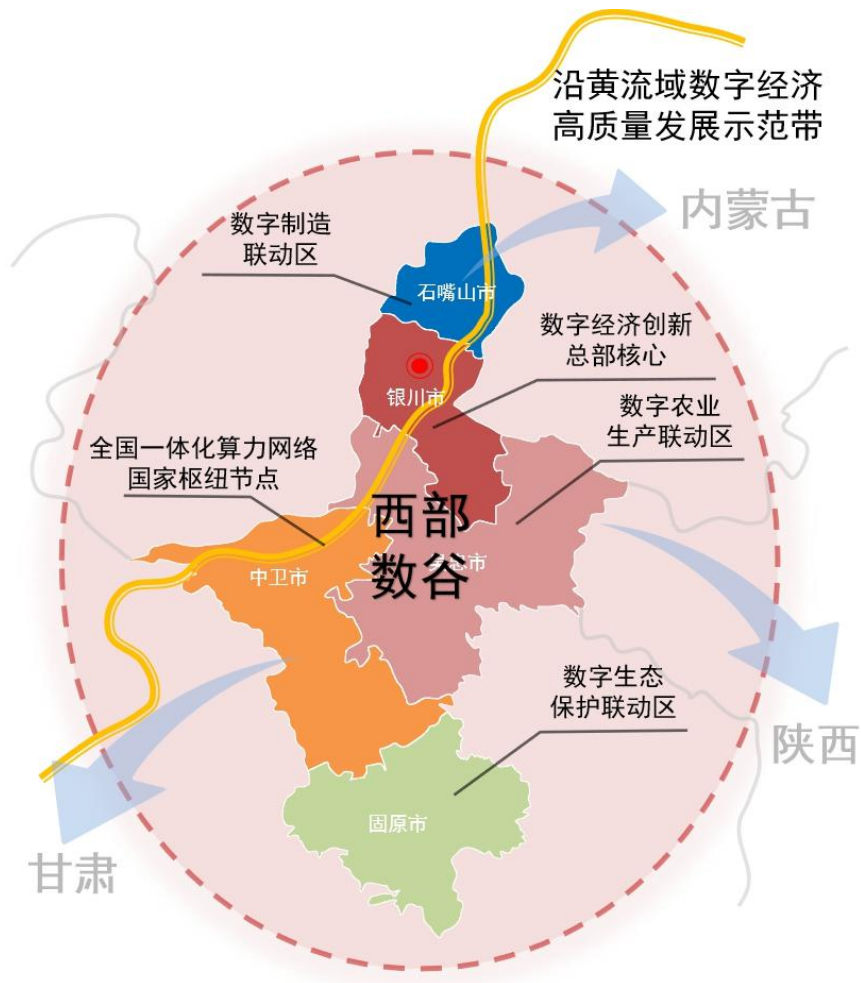 沿黄流域数字经济
高质量发展示范带
内蒙古
数字制造
联动区
石嘴山市
数字经济创新
总部核心
银川市
数字农业
生产联动区
全国一体化算力网络
国家枢纽节点
西部
数谷
中卫市
市
数字生态
保护联动区
陕西
固原市
甘肃